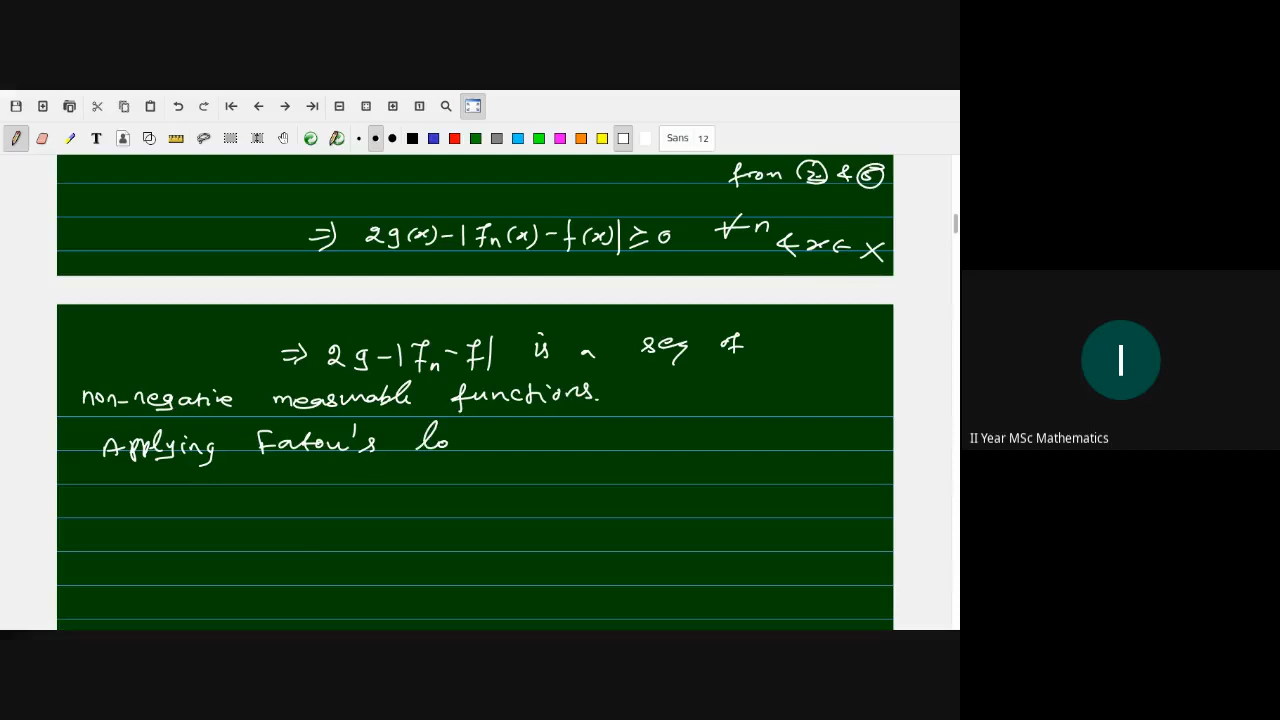 Sans 12
from ② & ⑤
⇒ 2g(x) - |fn(x) - f(x)| ≥ 0 ∀ n
& x ∈ X
⇒ 2g - |fn - f| is a seq of
non-negative measurable functions.
Applying Fatou's le
I
II Year MSc Mathematics